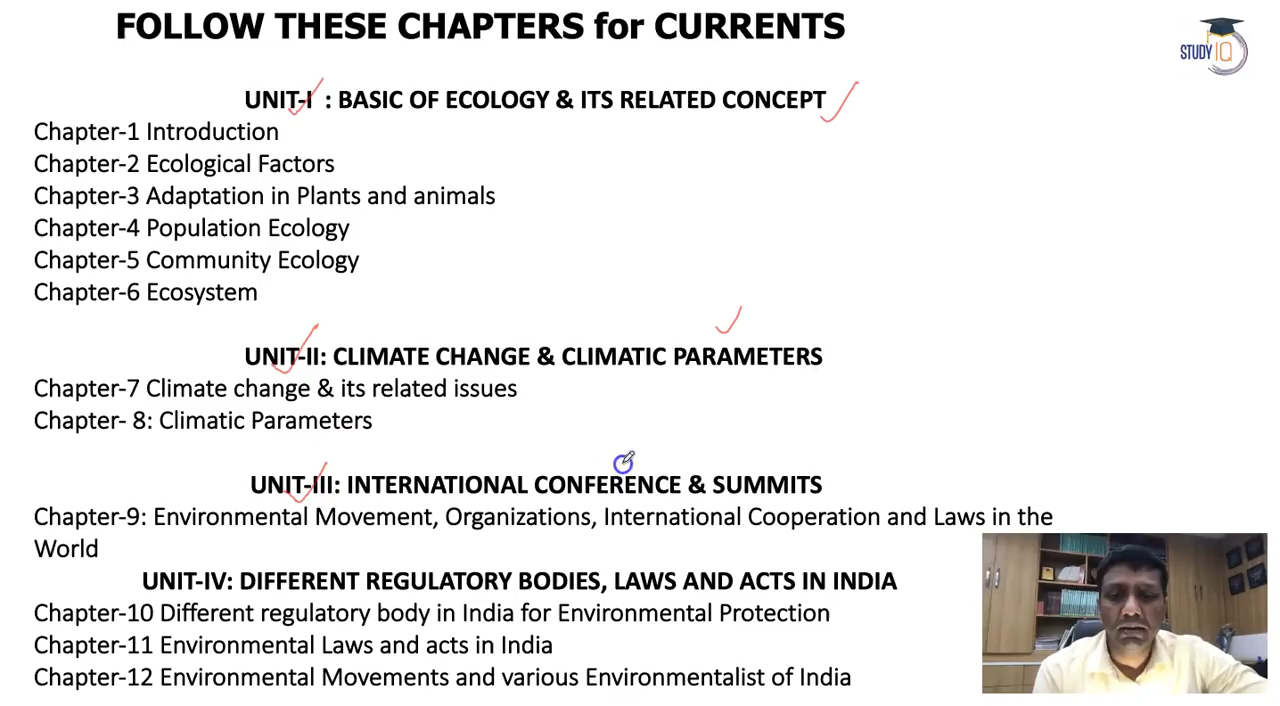 FOLLOW THESE CHAPTERS for CURRENTS
STUDY IQ
UNIT-I : BASIC OF ECOLOGY & ITS RELATED CONCEPT
Chapter-1 Introduction
Chapter-2 Ecological Factors
Chapter-3 Adaptation in Plants and animals
Chapter-4 Population Ecology
Chapter-5 Community Ecology
Chapter-6 Ecosystem
UNIT-II: CLIMATE CHANGE & CLIMATIC PARAMETERS
Chapter-7 Climate change & its related issues
Chapter- 8: Climatic Parameters
UNIT-III: INTERNATIONAL CONFERENCE & SUMMITS
Chapter-9: Environmental Movement, Organizations, International Cooperation and Laws in the
World
UNIT-IV: DIFFERENT REGULATORY BODIES, LAWS AND ACTS IN INDIA
Chapter-10 Different regulatory body in India for Environmental Protection
Chapter-11 Environmental Laws and acts in India
Chapter-12 Environmental Movements and various Environmentalist of India